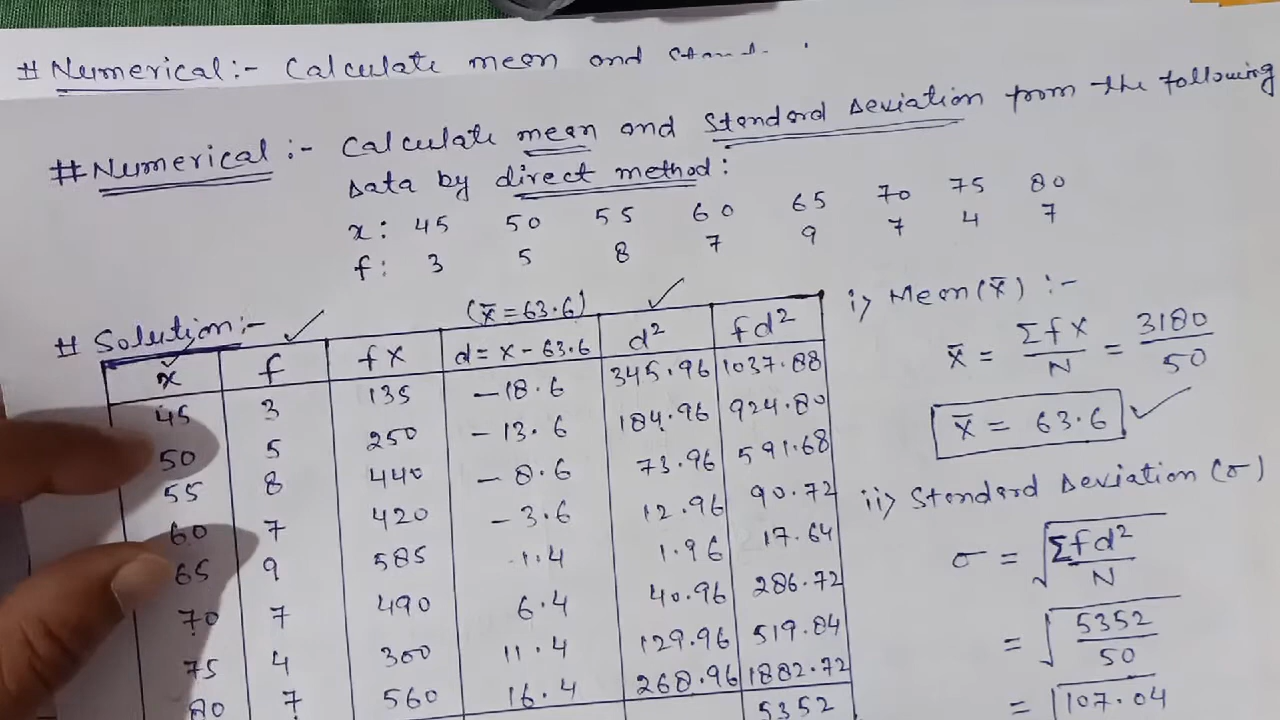 # Numerical:- Calculate mean and
# Numerical:- Calculate mean and Standard Deviation from the following
Data by direct method:
x: 45 50 55 60 65 70 75 80
f: 3 5 8 7 9 7 4 7
# Solution:-
(x̄ = 63.6)
x f fx d = x - 63.6 d² fd²
45 3 135 -18.6 345.96 1037.88
50 5 250 -13.6 184.96 924.80
55 8 440 -8.6 73.96 591.68
60 7 420 -3.6 12.96 90.72
65 9 585 1.4 1.96 17.64
70 7 490 6.4 40.96 286.72
75 4 300 11.4 129.96 519.84
80 7 560 16.4 268.96 1882.72
5352
i) Mean (x̄) :-
x̄ = Σfx/N = 3180/50
x̄ = 63.6
ii) Standard Deviation (σ)
σ = √Σfd²/N
= √5352/50
= √107.04